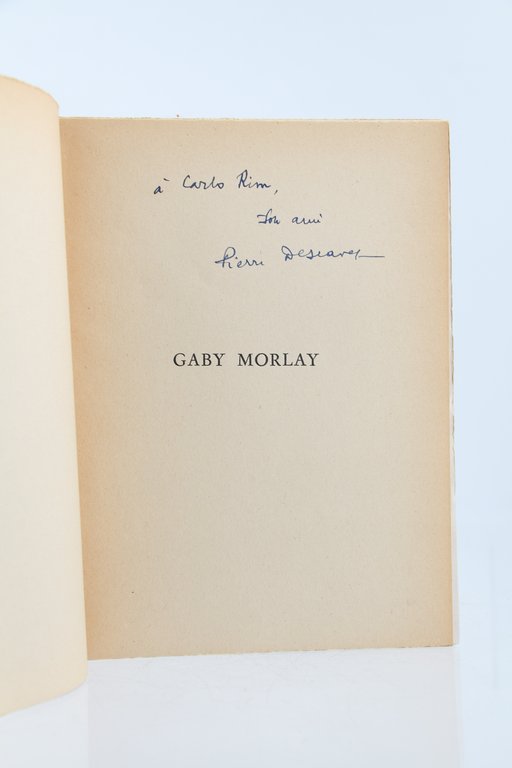 à Carlo Rim,
Son ami
Pierre Descaves
GABY MORLAY